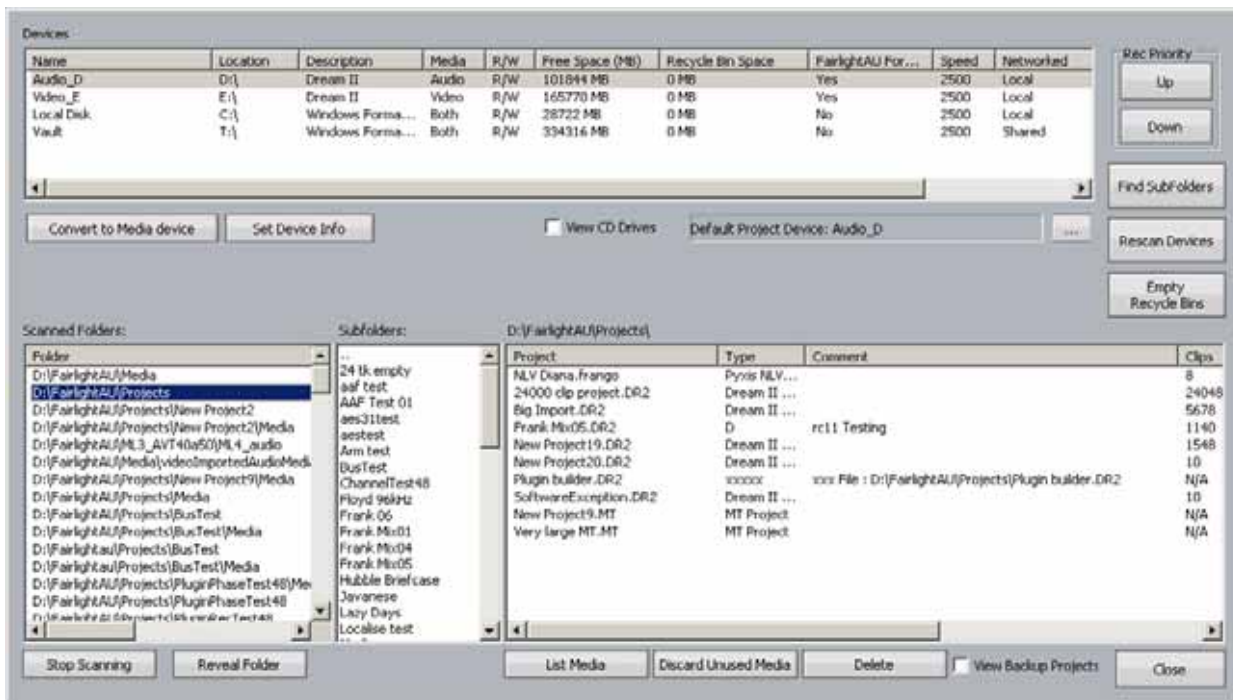 Devices
Name Location Description Media R/W Free Space (MB) Recycle Bin Space FairlightAU For... Speed Networked
Audio_D D:\ Dream II Audio R/W 101844 MB 0 MB Yes 2500 Local
Video_E E:\ Dream II Video R/W 165770 MB 0 MB Yes 2500 Local
Local Disk C:\ Windows Forma... Both R/W 28722 MB 0 MB No 2500 Local
Vault T:\ Windows Forma... Both R/W 334316 MB 0 MB No 2500 Shared
Rec Priority
Up
Down
Find SubFolders
Convert to Media device Set Device Info View CD Drives Default Project Device: Audio_D ...
Rescan Devices
Empty
Recycle Bins
Scanned Folders:
Folder
D:\FairlightAU\Media
D:\FairlightAU\Projects
D:\FairlightAU\Projects\New Project2
D:\FairlightAU\Projects\New Project2\Media
D:\FairlightAU\ML3_AVT40a50\ML4_audio
D:\FairlightAU\Media\videoImportedAudioMedi
D:\FairlightAU\Projects\New Project9\Media
D:\FairlightAU\Projects\Media
D:\FairlightAU\Projects\BusTest
D:\FairlightAU\Projects\BusTest\Media
D:\Fairlightau\Projects\BusTest
D:\Fairlightau\Projects\BusTest\Media
D:\FairlightAU\Projects\PluginPhaseTest48\Me
D:\FairlightAU\Projects\PluginPhaseTest48
D:\FairlightAU\Projects\PluginRecTest48
Subfolders:
..
24 tk empty
aaf test
AAF Test 01
aes31test
aestest
Arm test
BusTest
ChannelTest48
Floyd 96kHz
Frank 06
Frank Mix01
Frank Mix04
Frank Mix05
Hubble Briefcase
Javanese
Lazy Days
Localise test
D:\FairlightAU\Projects\
Project Type Comment Clips
NLV Diana.frango Pyxis NLV... 8
24000 clip project.DR2 Dream II ... 24048
Big Import.DR2 Dream II ... 5678
Frank Mix05.DR2 D rc11 Testing 1140
New Project19.DR2 Dream II ... 1548
New Project20.DR2 Dream II ... 10
Plugin builder.DR2 xxxxx xxx File : D:\FairlightAU\Projects\Plugin builder.DR2 N/A
SoftwareException.DR2 Dream II ... 10
New Project9.MT MT Project N/A
Very large MT.MT MT Project N/A
Stop Scanning Reveal Folder List Media Discard Unused Media Delete View Backup Projects Close